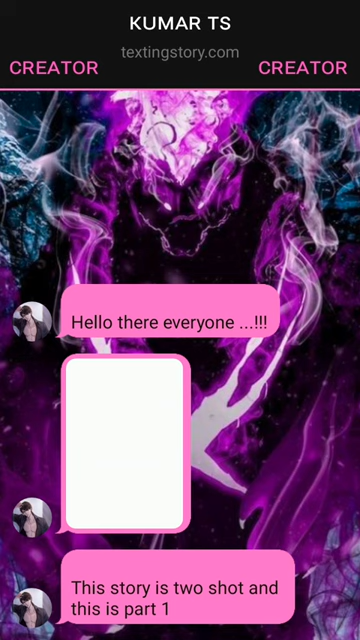 KUMAR TS
textingstory.com
CREATOR CREATOR
Hello there everyone ...!!!
This story is two shot and
this is part 1